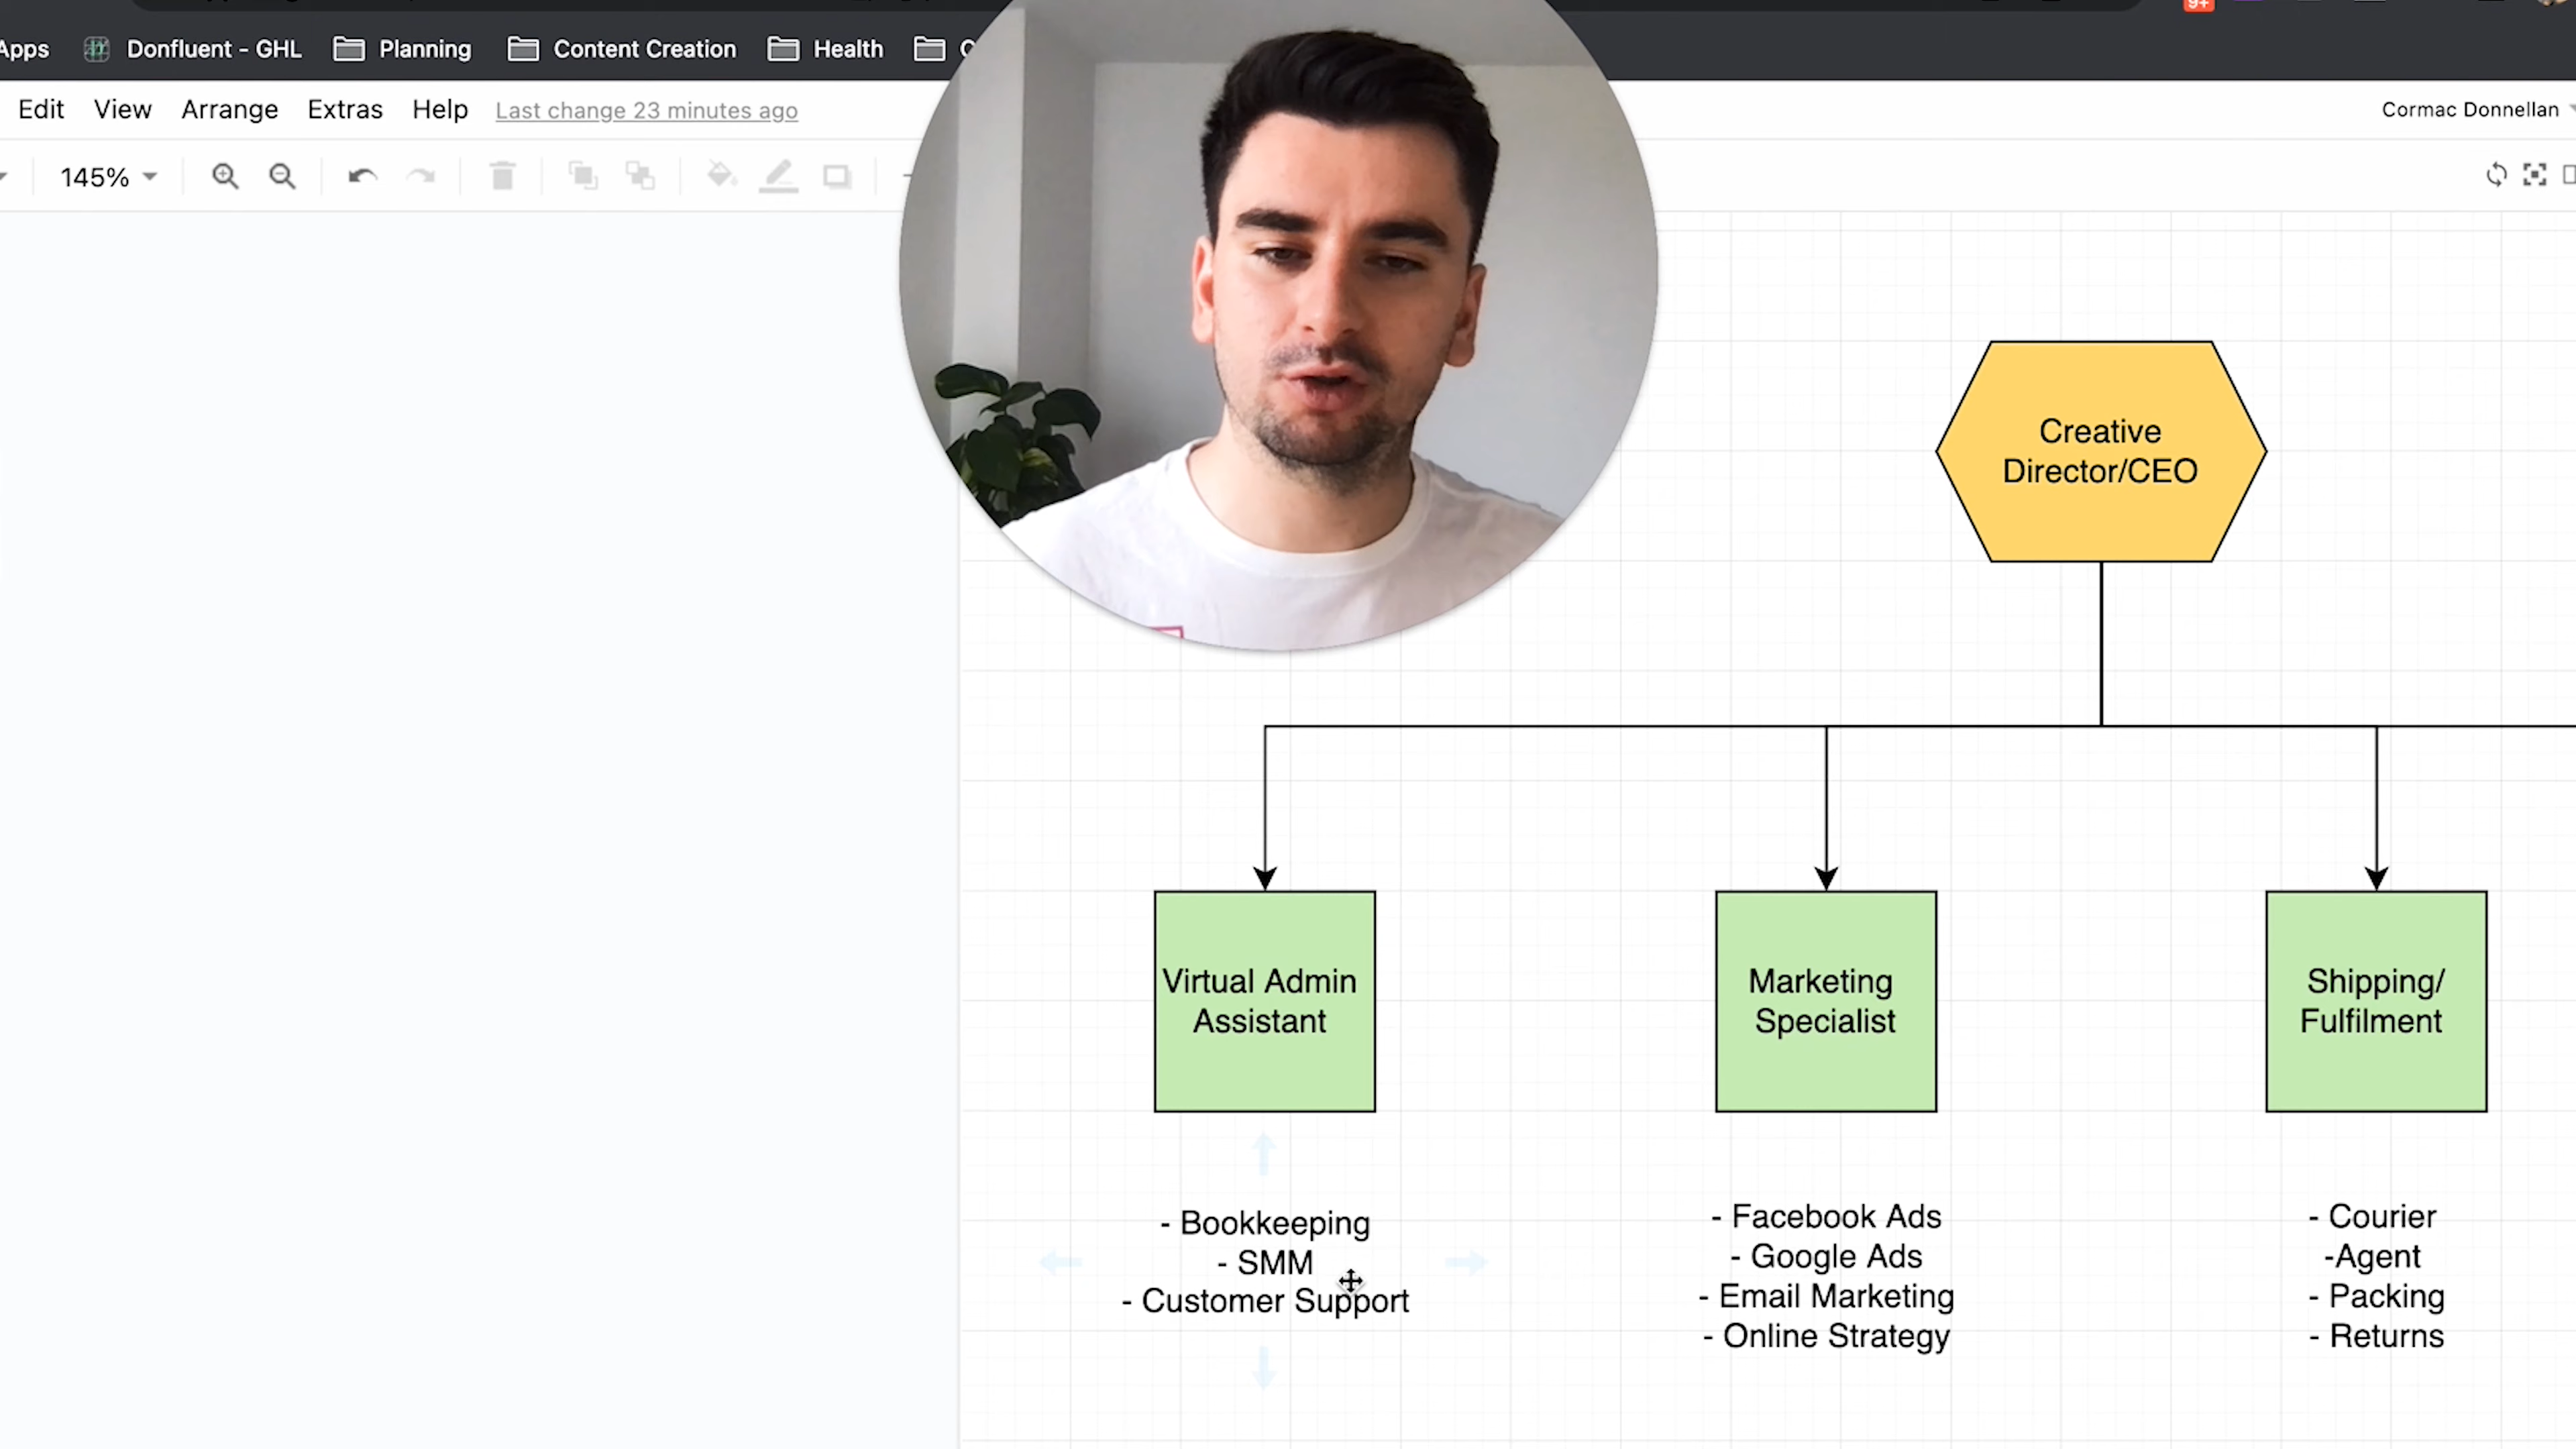 9+
Apps
Donfluent - GHL
Planning
Content Creation
Health
Edit
View
Arrange
Extras
Help
Last change 23 minutes ago
Cormac Donnellan
145%
Creative
Director/CEO
Virtual Admin
Assistant
Marketing
Specialist
Shipping/
Fulfilment
- Bookkeeping
- SMM
- Customer Support
- Facebook Ads
- Google Ads
- Email Marketing
- Online Strategy
- Courier
-Agent
- Packing
- Returns